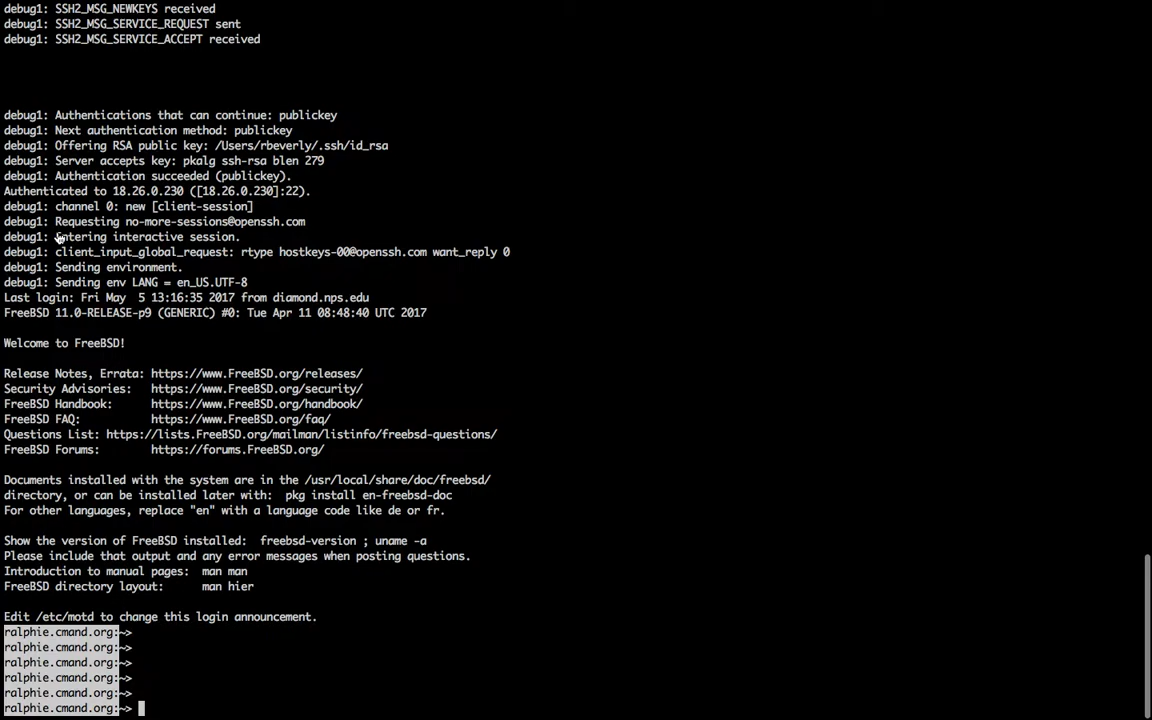 debug1: SSH2_MSG_NEWKEYS received
debug1: SSH2_MSG_SERVICE_REQUEST sent
debug1: SSH2_MSG_SERVICE_ACCEPT received
debug1: Authentications that can continue: publickey
debug1: Next authentication method: publickey
debug1: Offering RSA public key: /Users/rbeverly/.ssh/id_rsa
debug1: Server accepts key: pkalg ssh-rsa blen 279
debug1: Authentication succeeded (publickey).
Authenticated to 18.26.0.230 ([18.26.0.230]:22).
debug1: channel 0: new [client-session]
debug1: Requesting no-more-sessions@openssh.com
debug1: Entering interactive session.
debug1: client_input_global_request: rtype hostkeys-00@openssh.com want_reply 0
debug1: Sending environment.
debug1: Sending env LANG = en_US.UTF-8
Last login: Fri May  5 13:16:35 2017 from diamond.nps.edu
FreeBSD 11.0-RELEASE-p9 (GENERIC) #0: Tue Apr 11 08:48:40 UTC 2017
Welcome to FreeBSD!
Release Notes, Errata: https://www.FreeBSD.org/releases/
Security Advisories:   https://www.FreeBSD.org/security/
FreeBSD Handbook:      https://www.FreeBSD.org/handbook/
FreeBSD FAQ:           https://www.FreeBSD.org/faq/
Questions List: https://lists.FreeBSD.org/mailman/listinfo/freebsd-questions/
FreeBSD Forums:        https://forums.FreeBSD.org/
Documents installed with the system are in the /usr/local/share/doc/freebsd/
directory, or can be installed later with:  pkg install en-freebsd-doc
For other languages, replace "en" with a language code like de or fr.
Show the version of FreeBSD installed:  freebsd-version ; uname -a
Please include that output and any error messages when posting questions.
Introduction to manual pages:  man man
FreeBSD directory layout:      man hier
Edit /etc/motd to change this login announcement.
ralphie.cmand.org:~>
ralphie.cmand.org:~>
ralphie.cmand.org:~>
ralphie.cmand.org:~>
ralphie.cmand.org:~>
ralphie.cmand.org:~>